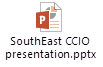 P
SouthEast CCIO
presentation.pptx